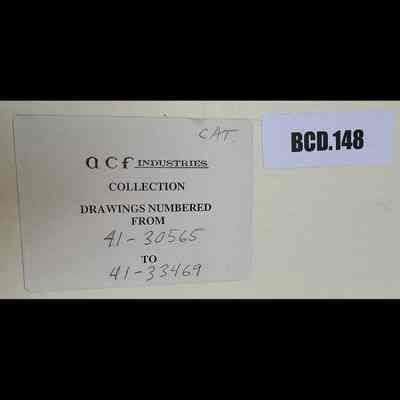 CAT.
acf INDUSTRIES
COLLECTION
DRAWINGS NUMBERED
FROM
41-30565
TO
41-33469
BCD.148